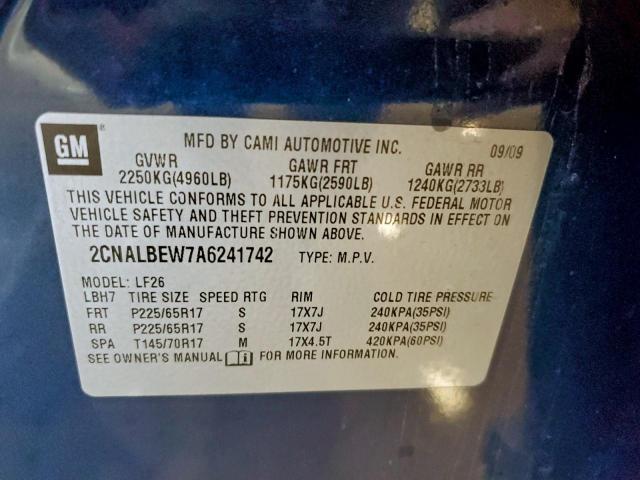 GM ® MFD BY CAMI AUTOMOTIVE INC. 09/09
GVWR GAWR FRT GAWR RR
2250KG(4960LB) 1175KG(2590LB) 1240KG(2733LB)
THIS VEHICLE CONFORMS TO ALL APPLICABLE U.S. FEDERAL MOTOR
VEHICLE SAFETY AND THEFT PREVENTION STANDARDS IN EFFECT ON
THE DATE OF MANUFACTURE SHOWN ABOVE.
2CNALBEW7A6241742 TYPE: M.P.V.
MODEL: LF26
LBH7 TIRE SIZE SPEED RTG RIM COLD TIRE PRESSURE
FRT P225/65R17 S 17X7J 240KPA(35PSI)
RR P225/65R17 S 17X7J 240KPA(35PSI)
SPA T145/70R17 M 17X4.5T 420KPA(60PSI)
SEE OWNER'S MANUAL FOR MORE INFORMATION